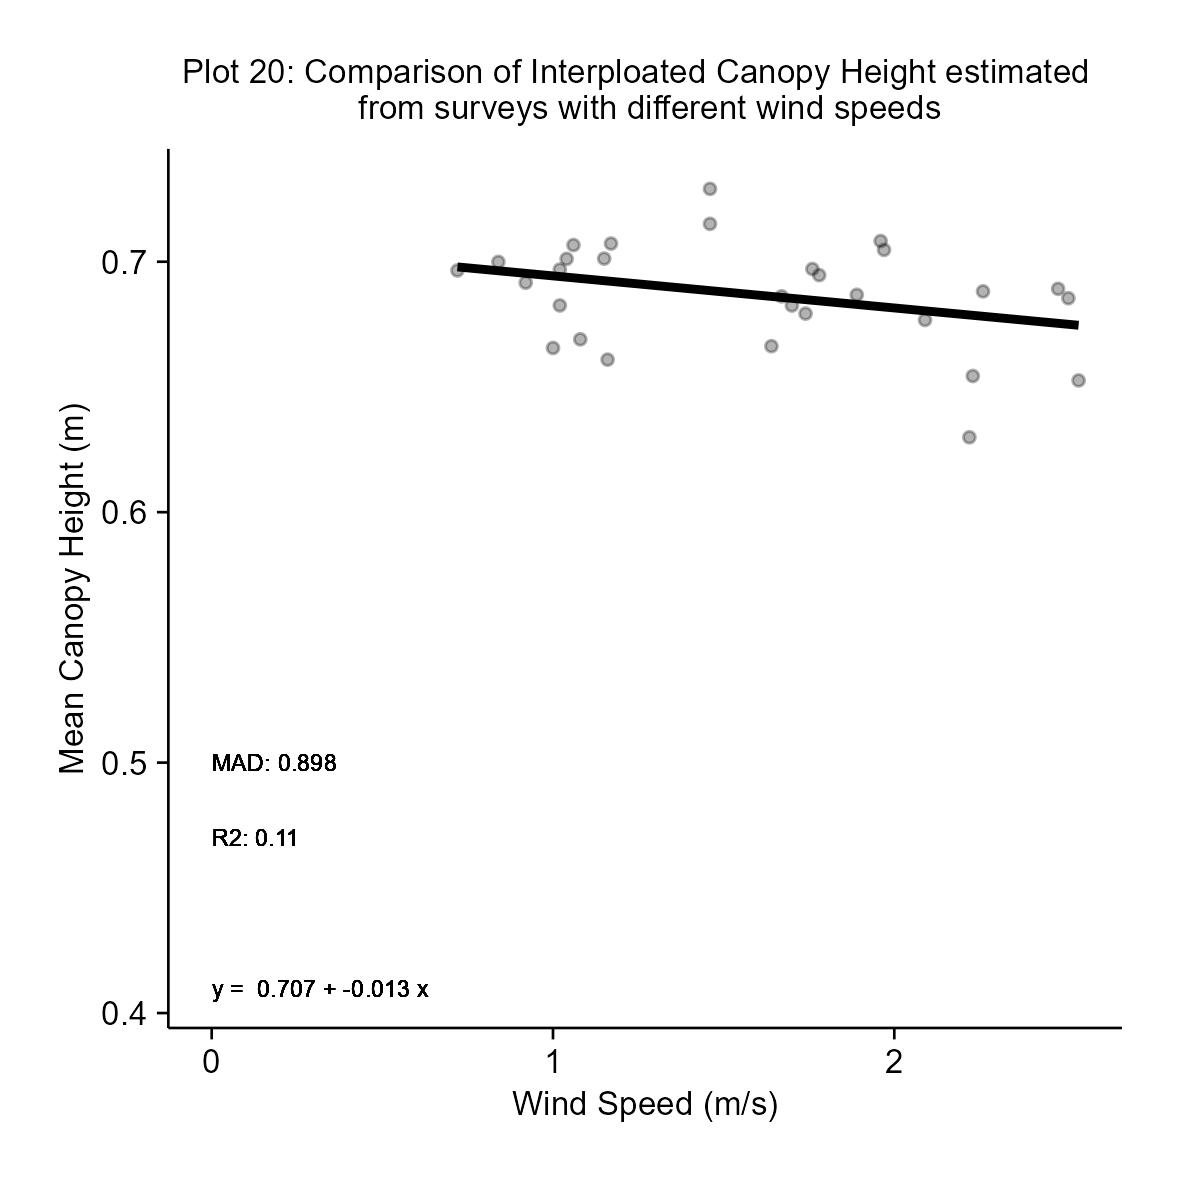 Plot 20: Comparison of Interploated Canopy Height estimated
from surveys with different wind speeds
Mean Canopy Height (m)
0.7
0.6
0.5
0.4
MAD: 0.898
R2: 0.11
y =  0.707 + -0.013 x
0
1
2
Wind Speed (m/s)